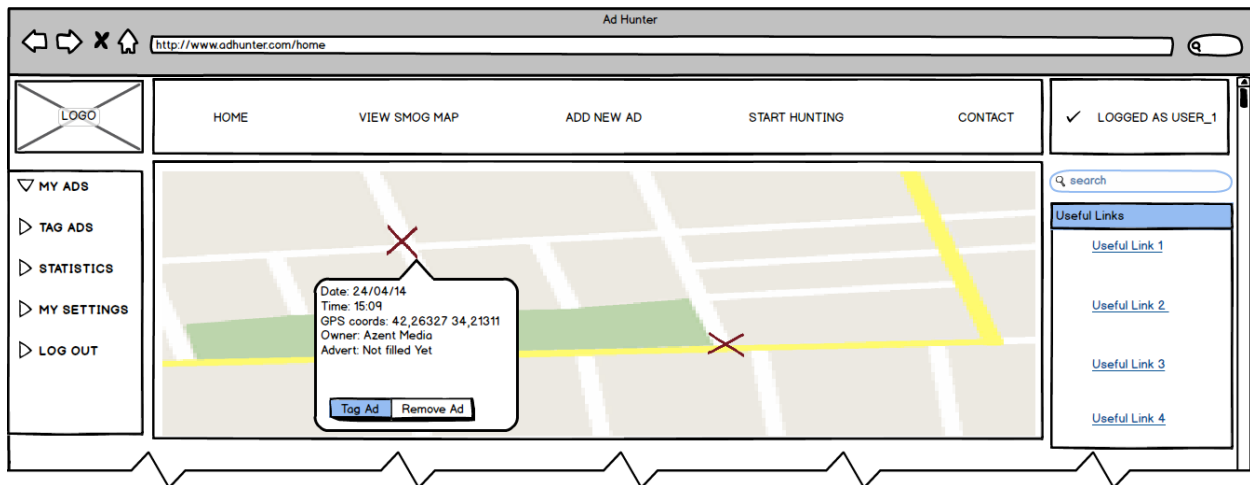 Ad Hunter
http://www.adhunter.com/home
LOGO
HOME
VIEW SMOG MAP
ADD NEW AD
START HUNTING
CONTACT
LOGGED AS USER_1
MY ADS
TAG ADS
STATISTICS
MY SETTINGS
LOG OUT
Date: 24/04/14
Time: 15:09
GPS coords: 42,26327 34,21311
Owner: Azent Media
Advert: Not filled Yet
Tag Ad
Remove Ad
search
Useful Links
Useful Link 1
Useful Link 2
Useful Link 3
Useful Link 4